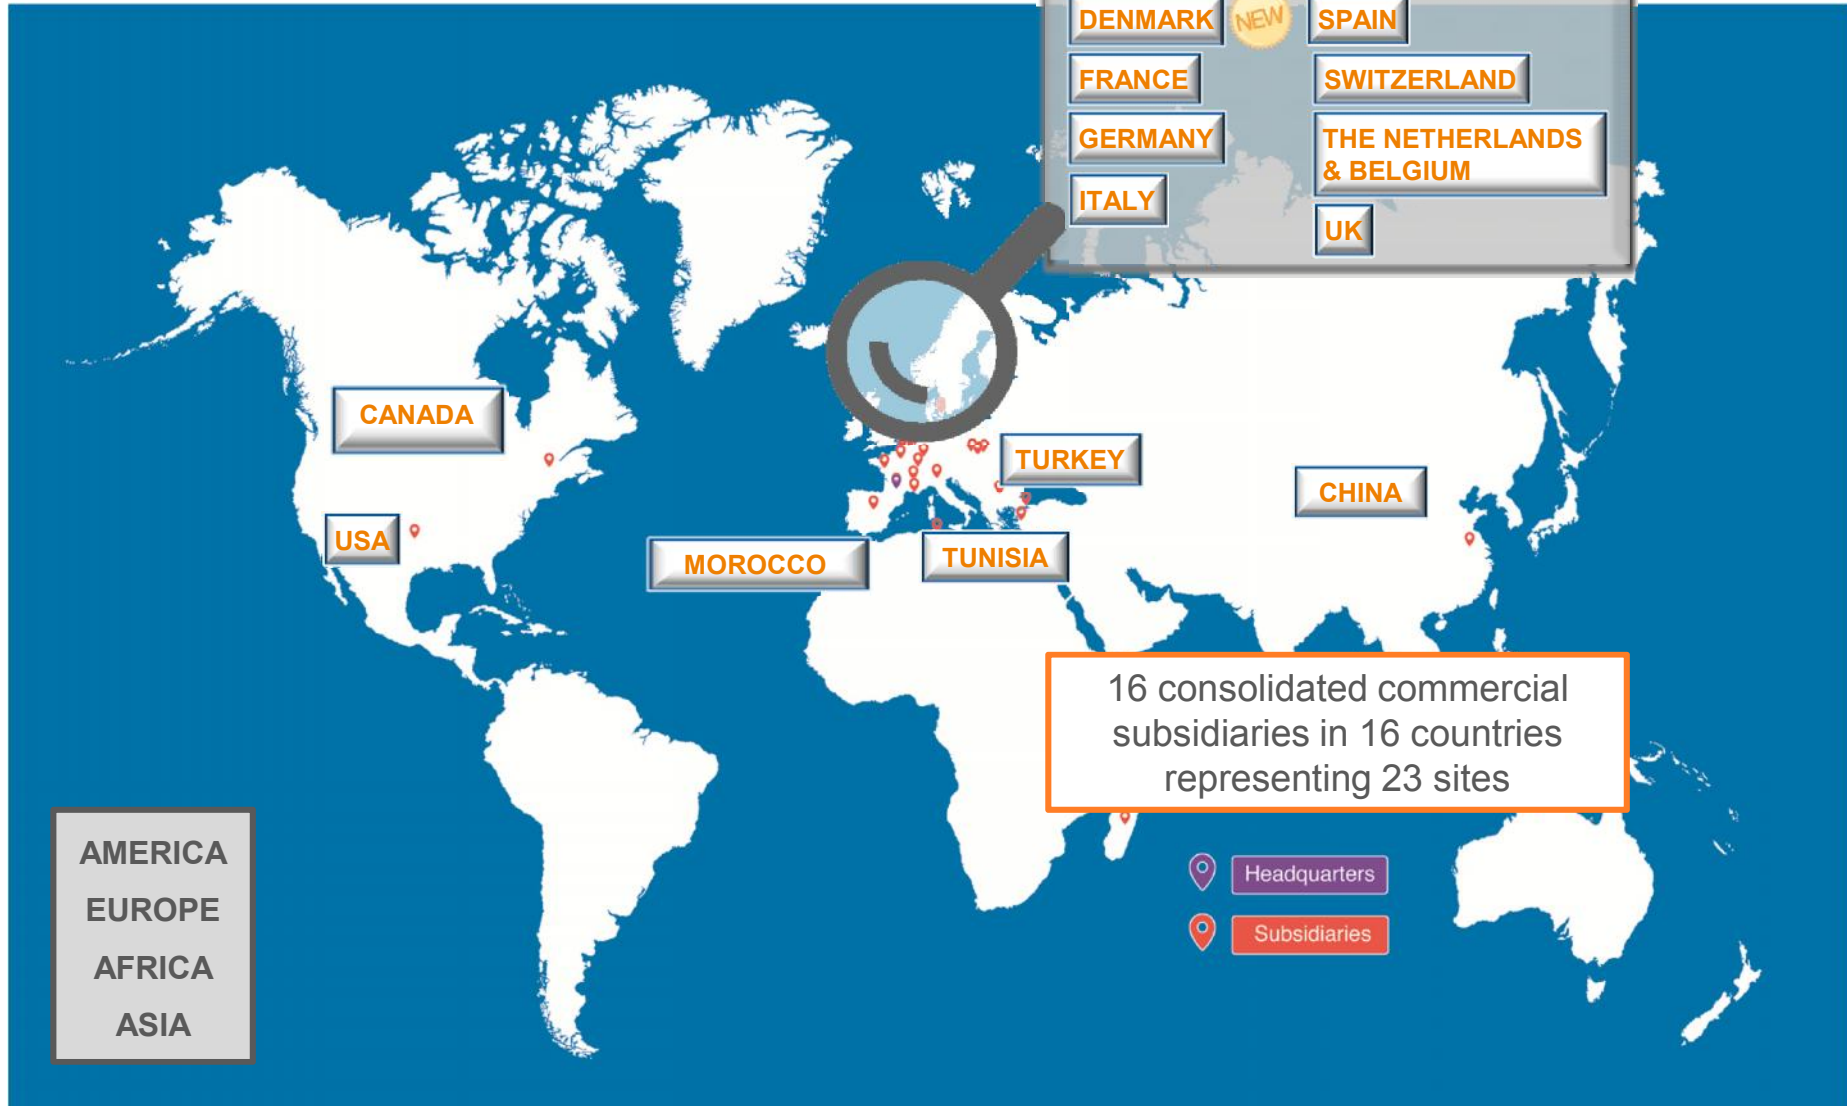 DENMARK
NEW
SPAIN
FRANCE
SWITZERLAND
GERMANY
THE NETHERLANDS
& BELGIUM
ITALY
UK
CANADA
TURKEY
CHINA
USA
MOROCCO
TUNISIA
16 consolidated commercial
subsidiaries in 16 countries
representing 23 sites
AMERICA
EUROPE
AFRICA
ASIA
Headquarters
Subsidiaries